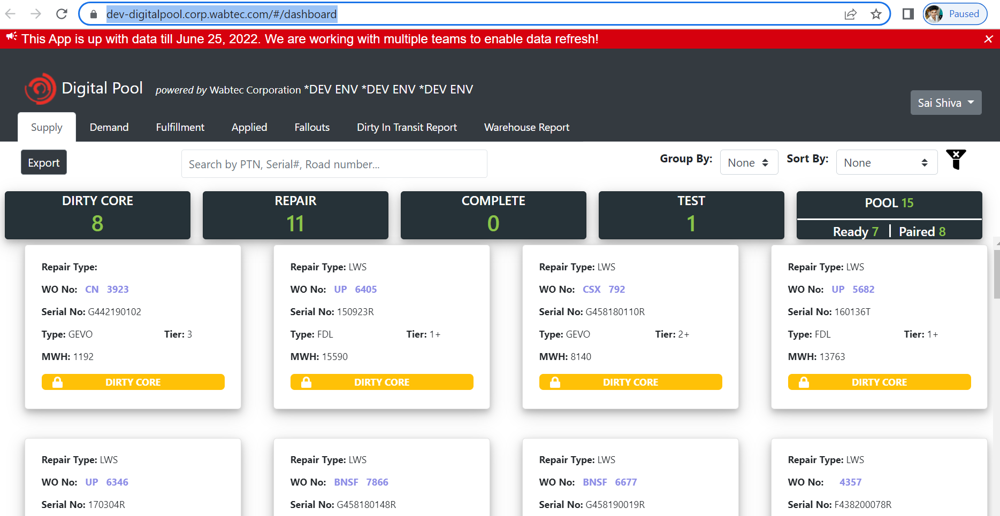 dev-digitalpool.corp.wabtec.com/#/dashboard
Paused
This App is up with data till June 25, 2022. We are working with multiple teams to enable data refresh!
Digital Pool powered by Wabtec Corporation *DEV ENV *DEV ENV *DEV ENV
Sai Shiva
Supply Demand Fulfillment Applied Fallouts Dirty In Transit Report Warehouse Report
Export Search by PTN, Serial#, Road number... Group By: None Sort By: None
DIRTY CORE REPAIR COMPLETE TEST POOL 15
8 11 0 1 Ready 7 | Paired 8
Repair Type: Repair Type: LWS Repair Type: LWS Repair Type: LWS
WO No: CN 3923 WO No: UP 6405 WO No: CSX 792 WO No: UP 5682
Serial No: G442190102 Serial No: 150923R Serial No: G458180110R Serial No: 160136T
Type: GEVO Tier: 3 Type: FDL Tier: 1+ Type: GEVO Tier: 2+ Type: FDL Tier: 1+
MWH: 1192 MWH: 15590 MWH: 8140 MWH: 13763
DIRTY CORE DIRTY CORE DIRTY CORE DIRTY CORE
Repair Type: LWS Repair Type: LWS Repair Type: LWS Repair Type: LWS
WO No: UP 6346 WO No: BNSF 7866 WO No: BNSF 6677 WO No: 4357
Serial No: 170304R Serial No: G458180148R Serial No: G458190019R Serial No: F438200078R